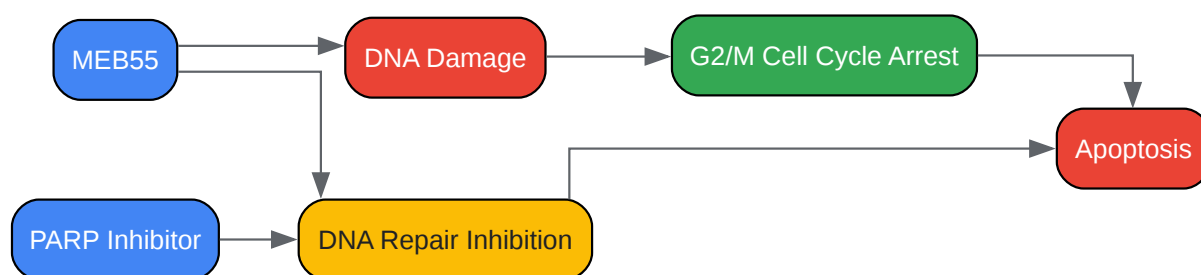 MEB55
DNA Damage
G2/M Cell Cycle Arrest
Apoptosis
PARP Inhibitor
DNA Repair Inhibition